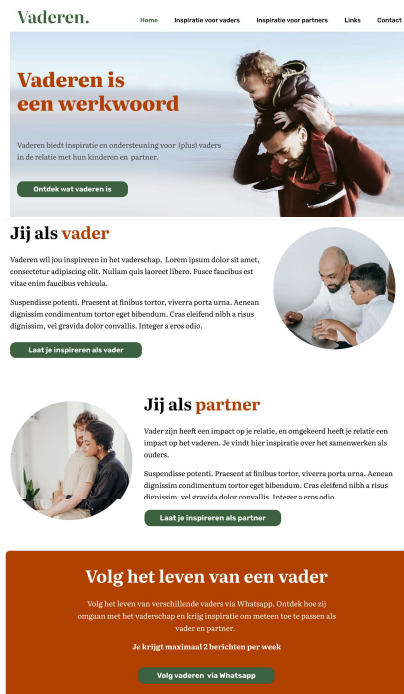 Vaderen.
Home Inspiratie voor vaders Inspiratie voor partners Links Contact
Vaderen is
een werkwoord
Vaderen biedt inspiratie en ondersteuning voor (plus) vaders
in de relatie met hun kinderen en partner.
Ontdek wat vaderen is
Jij als vader
Vaderen wil jou inspireren in het vaderschap. Lorem ipsum dolor sit amet,
consectetur adipiscing elit. Nullam quis laoreet libero. Fusce faucibus est
vitae enim faucibus vehicula.
Suspendisse potenti. Praesent at finibus tortor, viverra porta urna. Aenean
dignissim condimentum tortor eget bibendum. Cras eleifend nibh a risus
dignissim, vel gravida dolor convallis. Integer a eros odio.
Laat je inspireren als vader
Jij als partner
Vader zijn heeft een impact op je relatie, en omgekeerd heeft je relatie een
impact op het vaderen. Je vindt hier inspiratie over het samenwerken als
ouders.
Suspendisse potenti. Praesent at finibus tortor, viverra porta urna. Aenean
dignissim condimentum tortor eget bibendum. Cras eleifend nibh a risus
dignissim, vel gravida dolor convallis. Integer a eros odio.
Laat je inspireren als partner
Volg het leven van een vader
Volg het leven van verschillende vaders via Whatsapp. Ontdek hoe zij
omgaan met het vaderschap en krijg inspiratie om meteen toe te passen als
vader en partner.
Je krijgt maximaal 2 berichten per week
Volg vaderen via Whatsapp